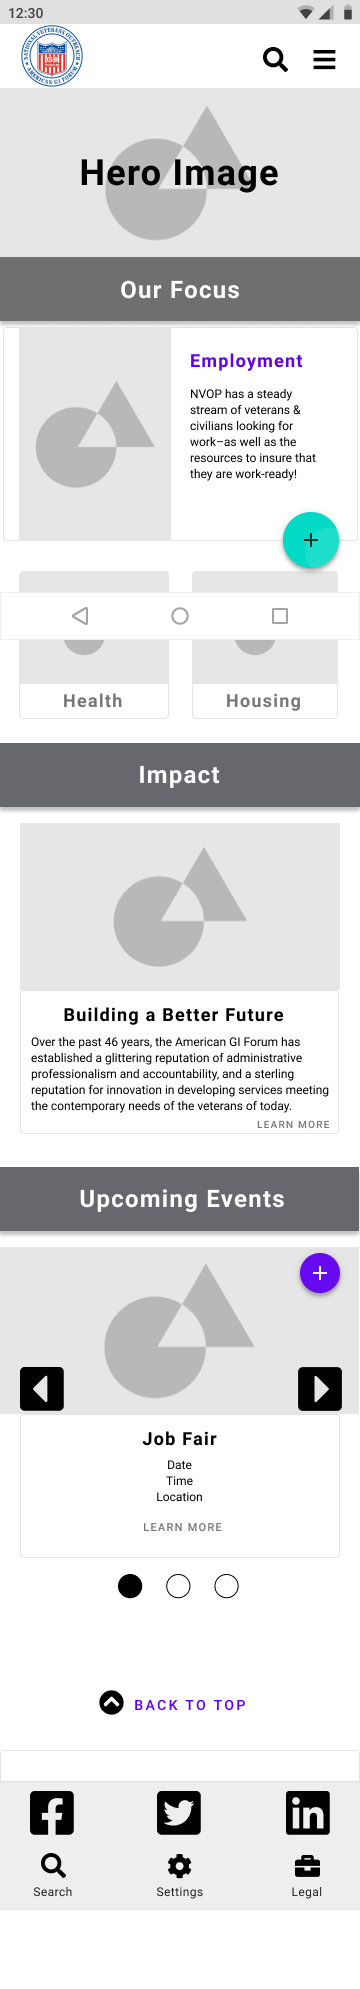 12:30
NATIONAL VETERANS OUTREACH
AMERICAN GI FORUM
Hero Image
Our Focus
Employment
NVOP has a steady
stream of veterans &
civilians looking for
work–as well as the
resources to insure that
they are work-ready!
Health
Housing
Impact
Building a Better Future
Over the past 46 years, the American GI Forum has
established a glittering reputation of administrative
professionalism and accountability, and a sterling
reputation for innovation in developing services meeting
the contemporary needs of the veterans of today.
LEARN MORE
Upcoming Events
Job Fair
Date
Time
Location
LEARN MORE
BACK TO TOP
Search
Settings
Legal